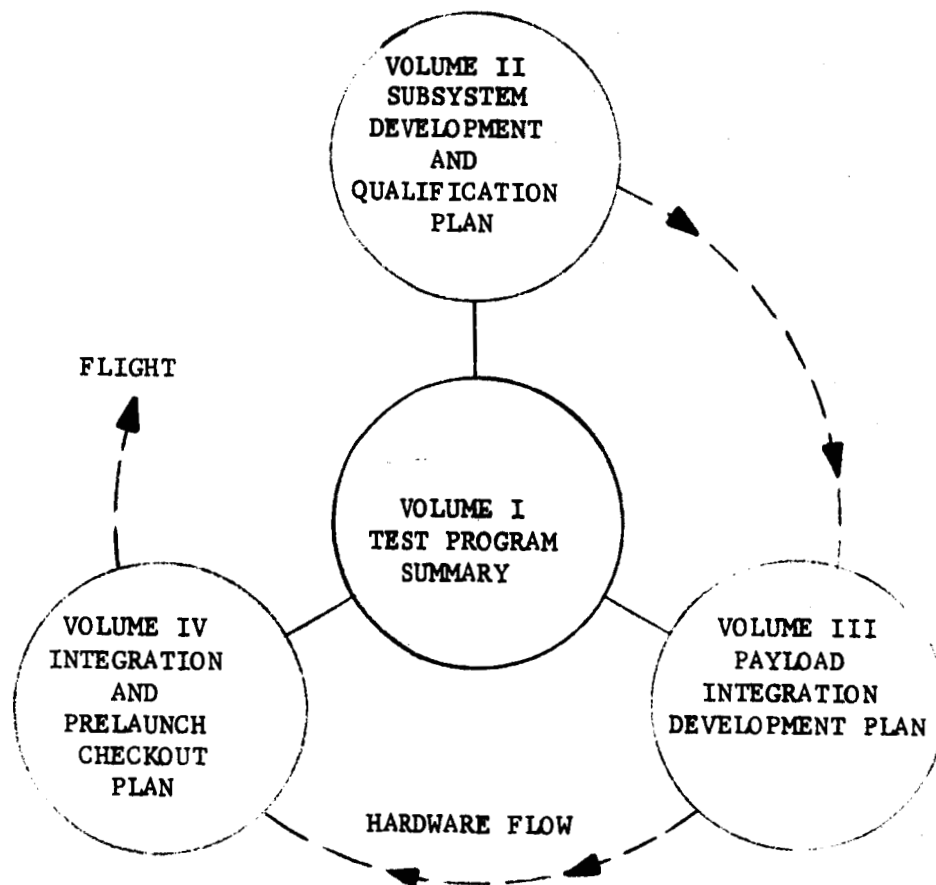 VOLUME II
SUBSYSTEM
DEVELOPMENT
AND
QUALIFICATION
PLAN
FLIGHT
VOLUME I
TEST PROGRAM
SUMMARY
VOLUME IV
INTEGRATION
AND
PRELAUNCH
CHECKOUT
PLAN
VOLUME III
PAYLOAD
INTEGRATION
DEVELOPMENT PLAN
HARDWARE FLOW